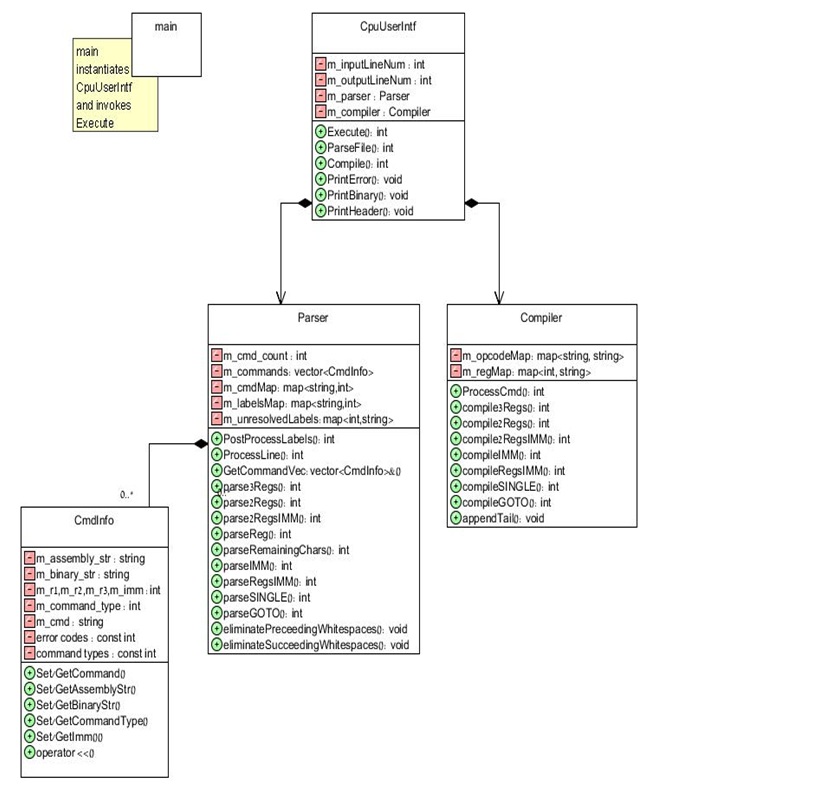 main
main
instantiates
CpuUserIntf
and invokes
Execute
CpuUserIntf
m_inputLineNum : int
m_outputLineNum : int
m_parser : Parser
m_compiler : Compiler
Execute(): int
ParseFile(): int
Compile(): int
PrintError(): void
PrintBinary(): void
PrintHeader(): void
Parser
m_cmd_count : int
m_commands: vector<CmdInfo>
m_cmdMap: map<string,int>
m_labelsMap: map<string,int>
m_unresolvedLabels: map<int,string>
PostProcessLabels(): int
ProcessLine(): int
GetCommandVec: vector<CmdInfo>&()
parse3Regs(): int
parse2Regs(): int
parse2RegsIMM(): int
parseReg(): int
parseRemainingChars(): int
parseIMM(): int
parseRegsIMM(): int
parseSINGLE(): int
parseGOTO(): int
eliminatePreceedingWhitespaces(): void
eliminateSucceedingWhitespaces(): void
Compiler
m_opcodeMap: map<string, string>
m_regMap: map<int, string>
ProcessCmd(): int
compile3Regs(): int
compile2Regs(): int
compile2RegsIMM(): int
compileIMM(): int
compileRegsIMM(): int
compileSINGLE(): int
compileGOTO(): int
appendTail(): void
0..*
CmdInfo
m_assembly_str : string
m_binary_str : string
m_r1,m_r2,m_r3,m_imm : int
m_command_type : int
m_cmd : string
error codes : const int
command types : const int
Set/GetCommand()
Set/GetAssemblyStr()
Set/GetBinaryStr()
Set/GetCommandType()
Set/GetImm()()
operator <<()